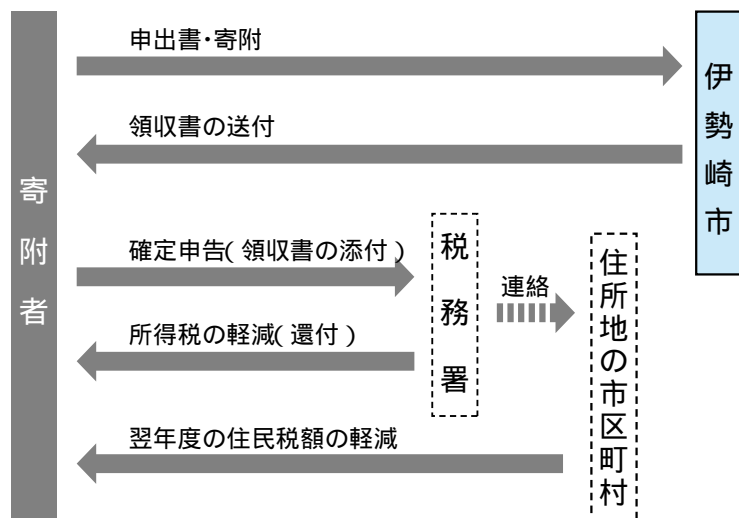 寄附者
申出書・寄附
伊勢崎市
領収書の送付
確定申告(領収書の添付)
税務署
連絡
住所地の市区町村
所得税の軽減(還付)
翌年度の住民税額の軽減